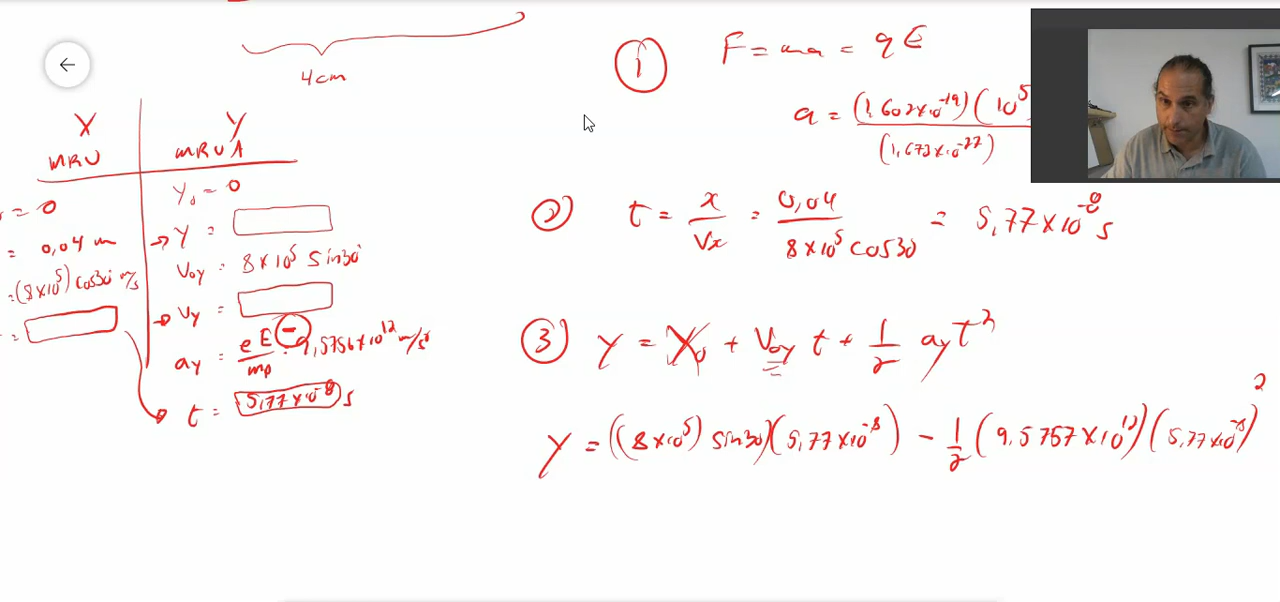 4cm
X
MRU
Y
MRUA
= 0
= 0,04 m
=(8×10⁵) cos30 m/s
=
Y₀ = 0
→ Y =
V₀y = 8×10⁵ sin30
→ Vy =
ay = eE/mp = − 9,5756×10¹² m/s²
t = 5,77×10⁻⁸ s
① F = ma = qE
a = (1,602×10⁻¹⁹)(10⁵ / (1,673×10⁻²⁷)
② t = x/Vx = 0,04 / 8×10⁵ cos30 = 5,77×10⁻⁸ s
③ Y = Y₀ + V₀y t + 1/2 ay t²
Y = ((8×10⁵) sin30)(5,77×10⁻⁸) − 1/2 (9,5757×10¹²)(5,77×10⁻⁸)²